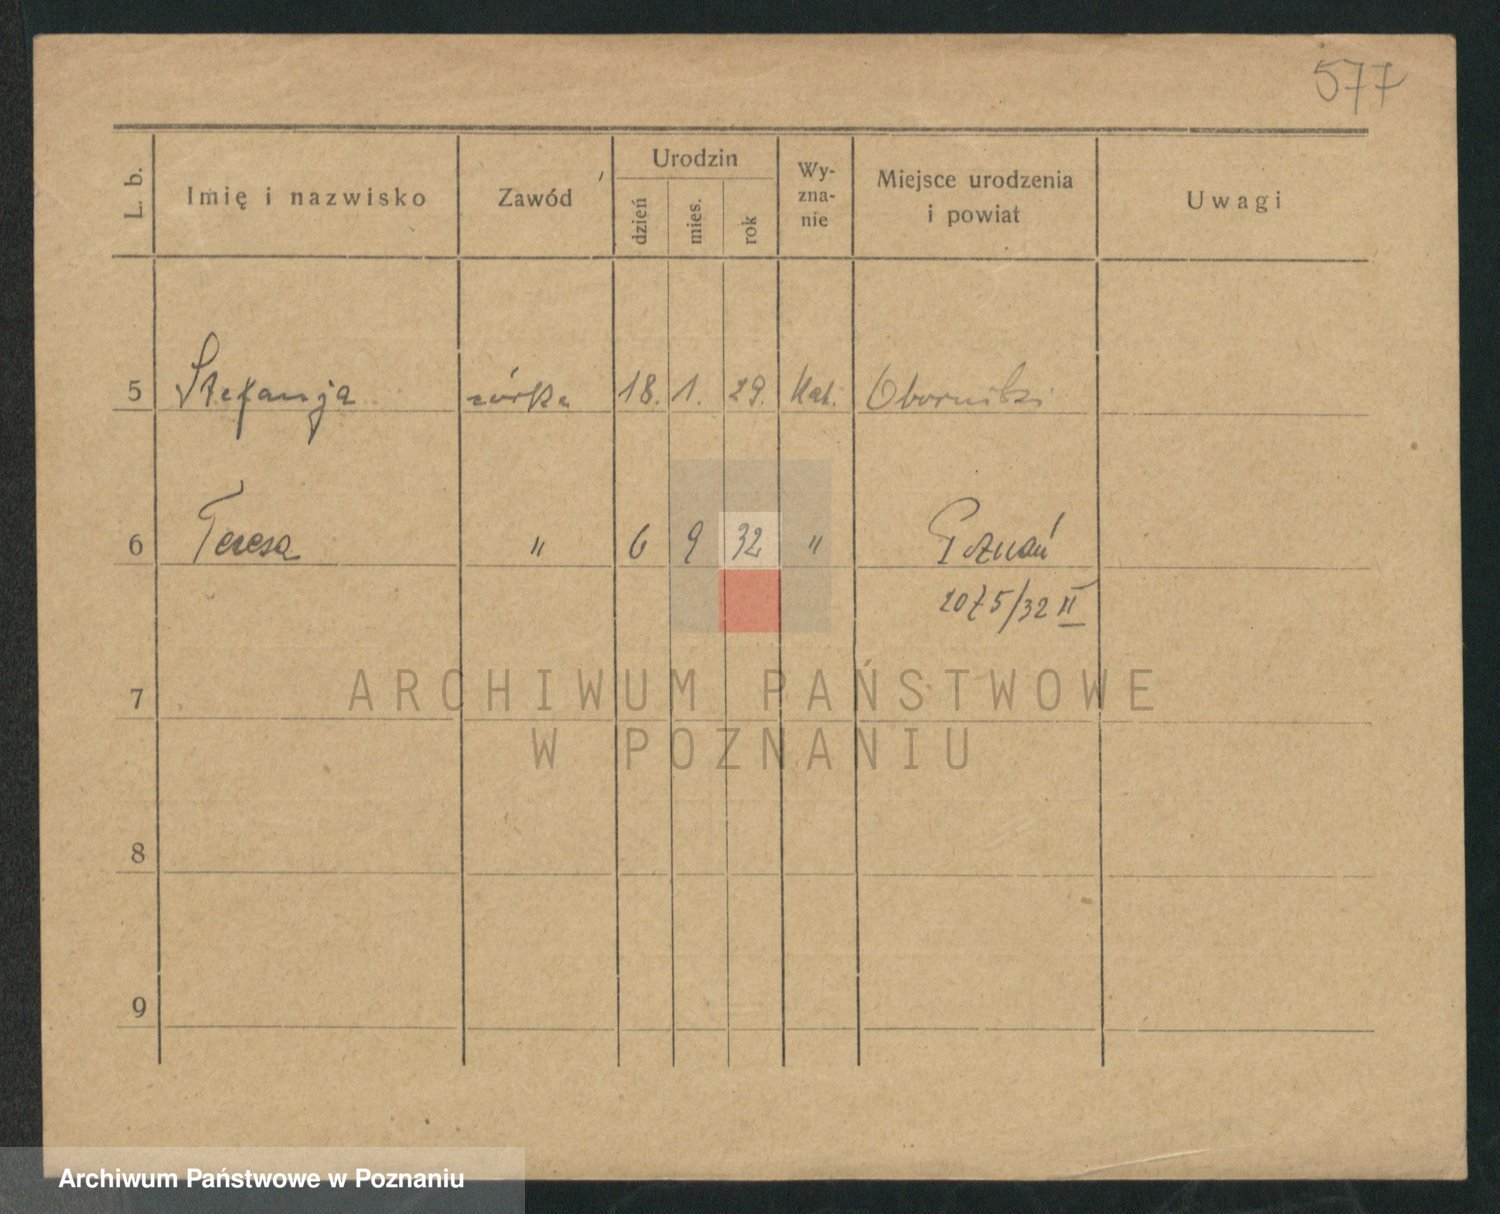 577
L. b. Imię i nazwisko Zawód Urodzin dzień mies. rok Wy-zna-nie Miejsce urodzenia i powiat Uwagi
5 Stefanja córka 18. 1. 29. kat. Oborniki
6 Teresa " 6 9 32 " Poznań
2075/32 II
7
ARCHIWUM PAŃSTWOWE
W POZNANIU
8
9
Archiwum Państwowe w Poznaniu